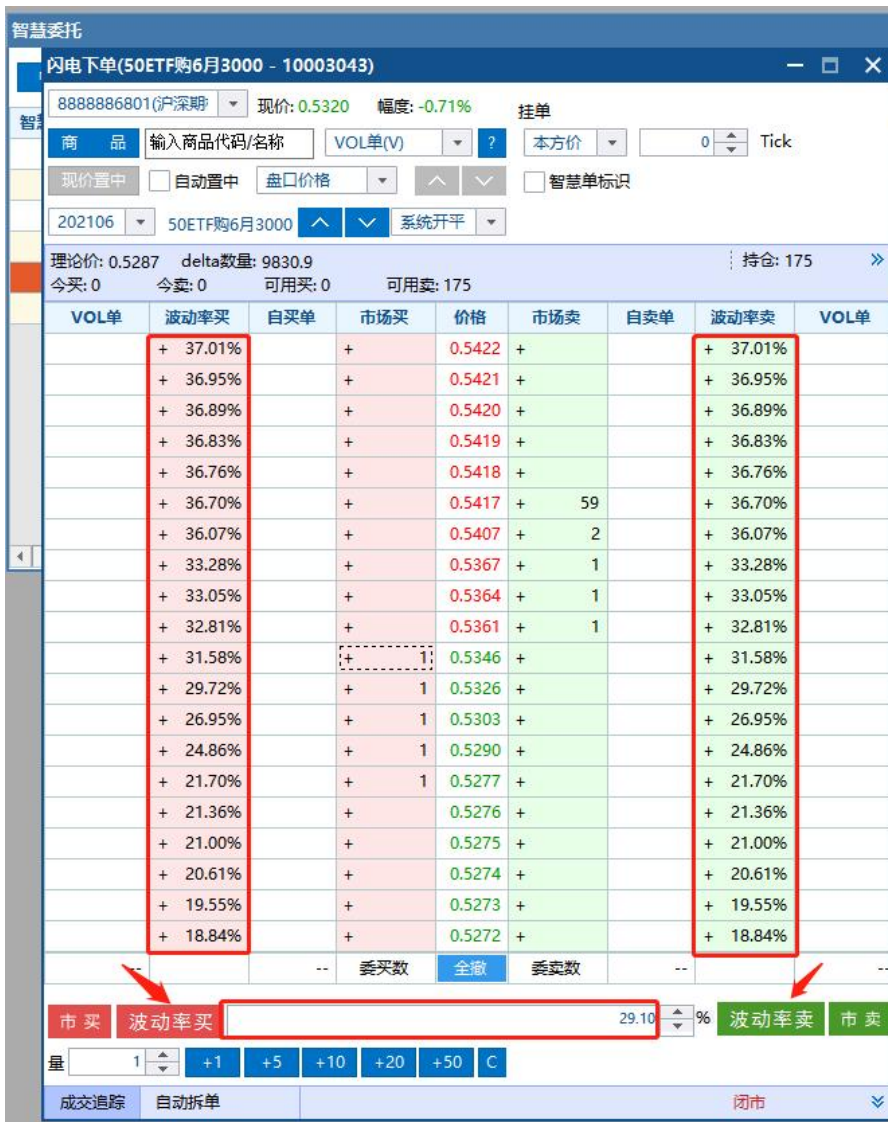 智慧委托
闪电下单(50ETF购6月3000 - 10003043)
8888886801(沪深期 现价: 0.5320 幅度: -0.71% 挂单
商 品 输入商品代码/名称 VOL单(V) ? 本方价 0 Tick
现价置中 自动置中 盘口价格 智慧单标识
202106 50ETF购6月3000 系统开平
理论价: 0.5287 delta数量: 9830.9 持仓: 175
今买: 0 今卖: 0 可用买: 0 可用卖: 175
VOL单 波动率买 自买单 市场买 价格 市场卖 自卖单 波动率卖 VOL单
+ 37.01% + 0.5422 + + 37.01%
+ 36.95% + 0.5421 + + 36.95%
+ 36.89% + 0.5420 + + 36.89%
+ 36.83% + 0.5419 + + 36.83%
+ 36.76% + 0.5418 + + 36.76%
+ 36.70% + 0.5417 + 59 + 36.70%
+ 36.07% + 0.5407 + 2 + 36.07%
+ 33.28% + 0.5367 + 1 + 33.28%
+ 33.05% + 0.5364 + 1 + 33.05%
+ 32.81% + 0.5361 + 1 + 32.81%
+ 31.58% + 1 0.5346 + + 31.58%
+ 29.72% + 1 0.5326 + + 29.72%
+ 26.95% + 1 0.5303 + + 26.95%
+ 24.86% + 1 0.5290 + + 24.86%
+ 21.70% + 1 0.5277 + + 21.70%
+ 21.36% + 0.5276 + + 21.36%
+ 21.00% + 0.5275 + + 21.00%
+ 20.61% + 0.5274 + + 20.61%
+ 19.55% + 0.5273 + + 19.55%
+ 18.84% + 0.5272 + + 18.84%
-- -- 委买数 全撤 委卖数 -- --
市 买 波动率买 29.10 % 波动率卖 市 卖
量 1 +1 +5 +10 +20 +50 C
成交追踪 自动拆单 闭市